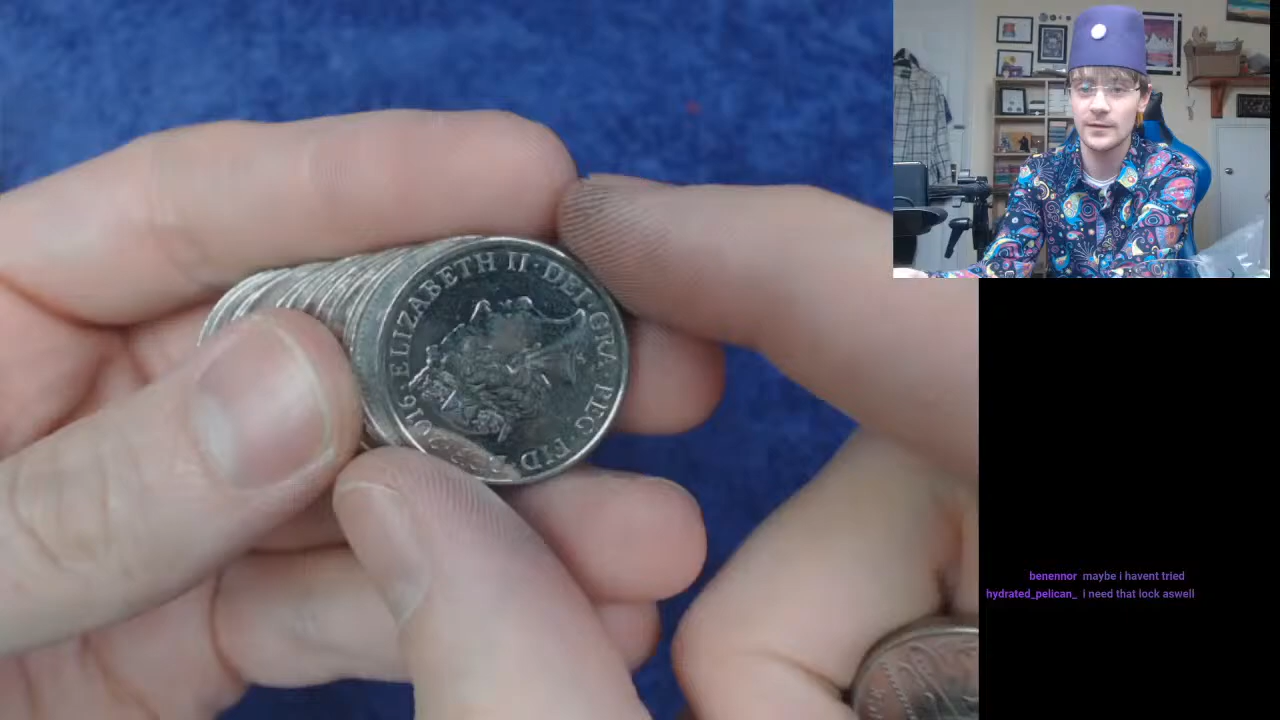 2016 · ELIZABETH II · DEI · GRA · REG · FID
benennor maybe i havent tried
hydrated_pelican_ i need that lock aswell